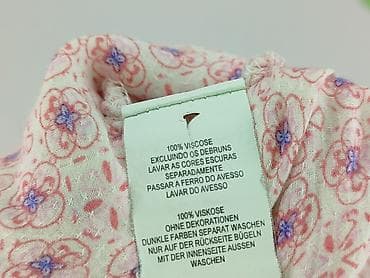 100% VISCOSE
EXCLUINDO OS DEBRUNS
LAVAR AS CORES ESCURAS
SEPARADAMENTE
PASSAR A FERRO DO AVESSO
LAVAR DO AVESSO
100% VISKOSE
OHNE DEKORATIONEN
DUNKLE FARBEN SEPARAT WASCHEN
NUR AUF DER RÜCKSEITE BÜGELN
MIT DER INNENSEITE AUSSEN
WASCHEN